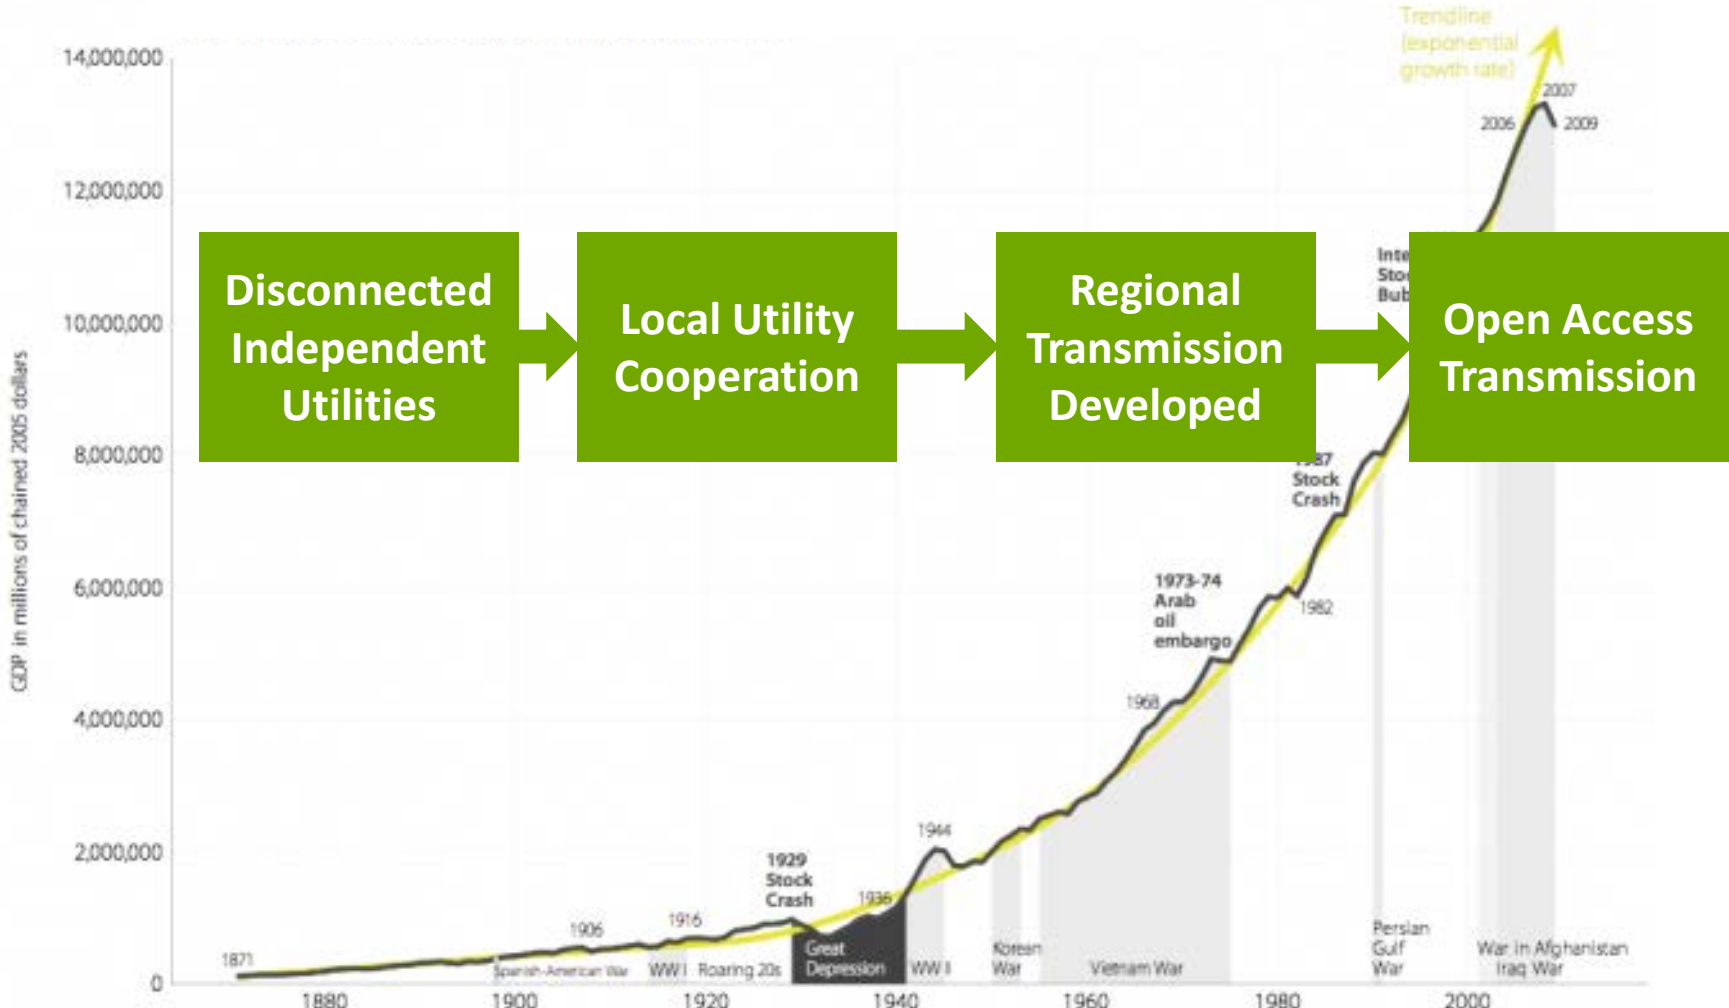 Trendline
(exponential
growth rate)
14,000,000
12,000,000
10,000,000
8,000,000
6,000,000
4,000,000
2,000,000
0
GDP in millions of chained 2005 dollars
Disconnected
Independent
Utilities
Local Utility
Cooperation
Regional
Transmission
Developed
Open Access
Transmission
2007
2006
2009
Inte
Sto
Bub
1987
Stock
Crash
1982
1973-74
Arab
oil
embargo
1968
1944
1929
Stock
Crash
1936
1916
1906
1871
Spanish-American War
WW I
Roaring 20s
Great
Depression
WW II
Korean
War
Vietnam War
Persian
Gulf
War
War in Afghanistan
Iraq War
1880
1900
1920
1940
1960
1980
2000